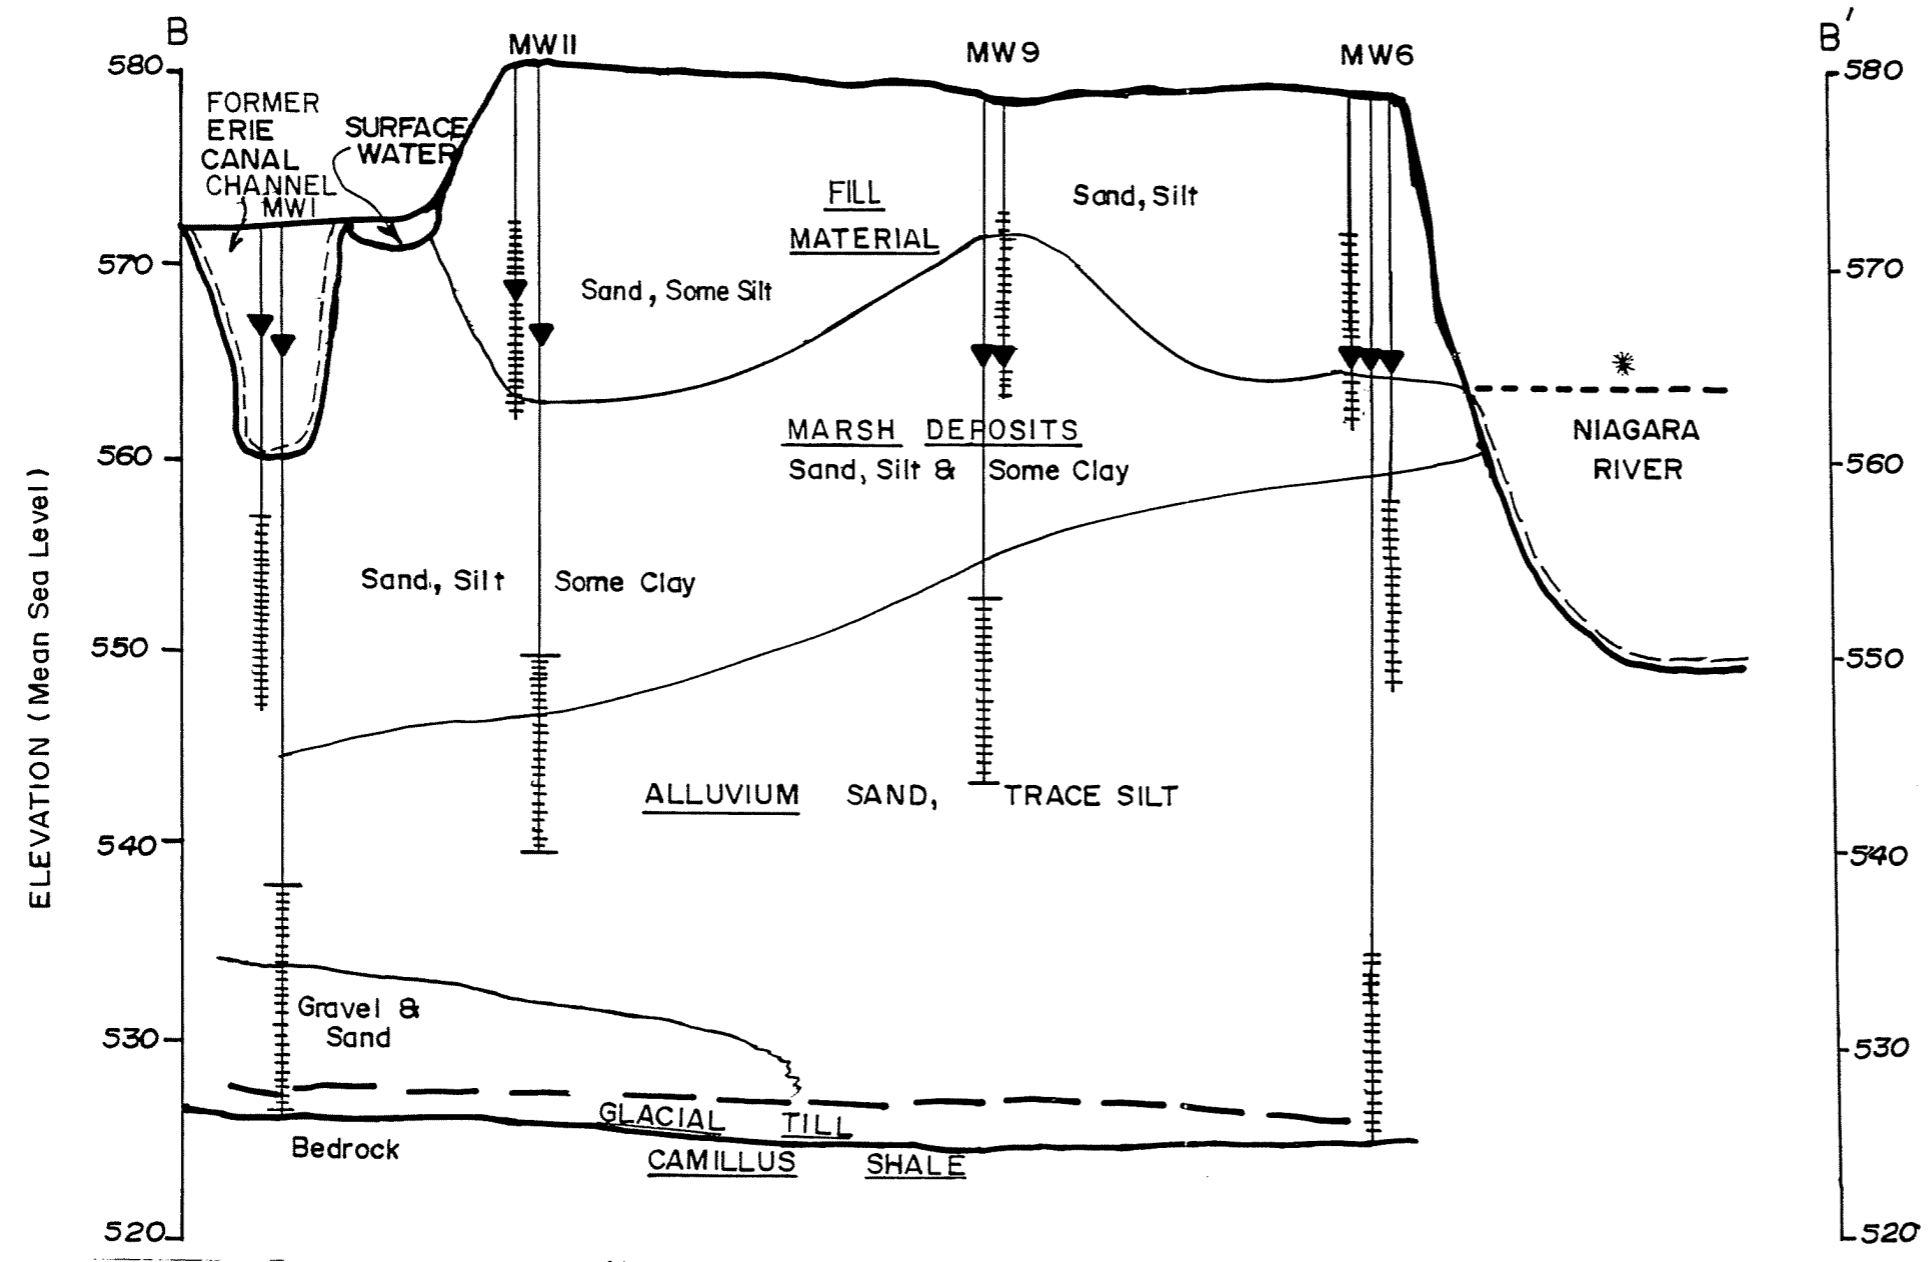 B
B'
MW11
MW9
MW6
580
580
FORMER
ERIE
CANAL
CHANNEL
MW1
SURFACE
WATER
FILL
MATERIAL
Sand, Silt
570
570
Sand, Some Silt
*
NIAGARA
RIVER
MARSH DEPOSITS
Sand, Silt & Some Clay
560
560
ELEVATION (Mean Sea Level)
Sand, Silt Some Clay
550
550
ALLUVIUM SAND, TRACE SILT
540
540
Gravel &
Sand
530
530
GLACIAL TILL
Bedrock
CAMILLUS SHALE
520
520